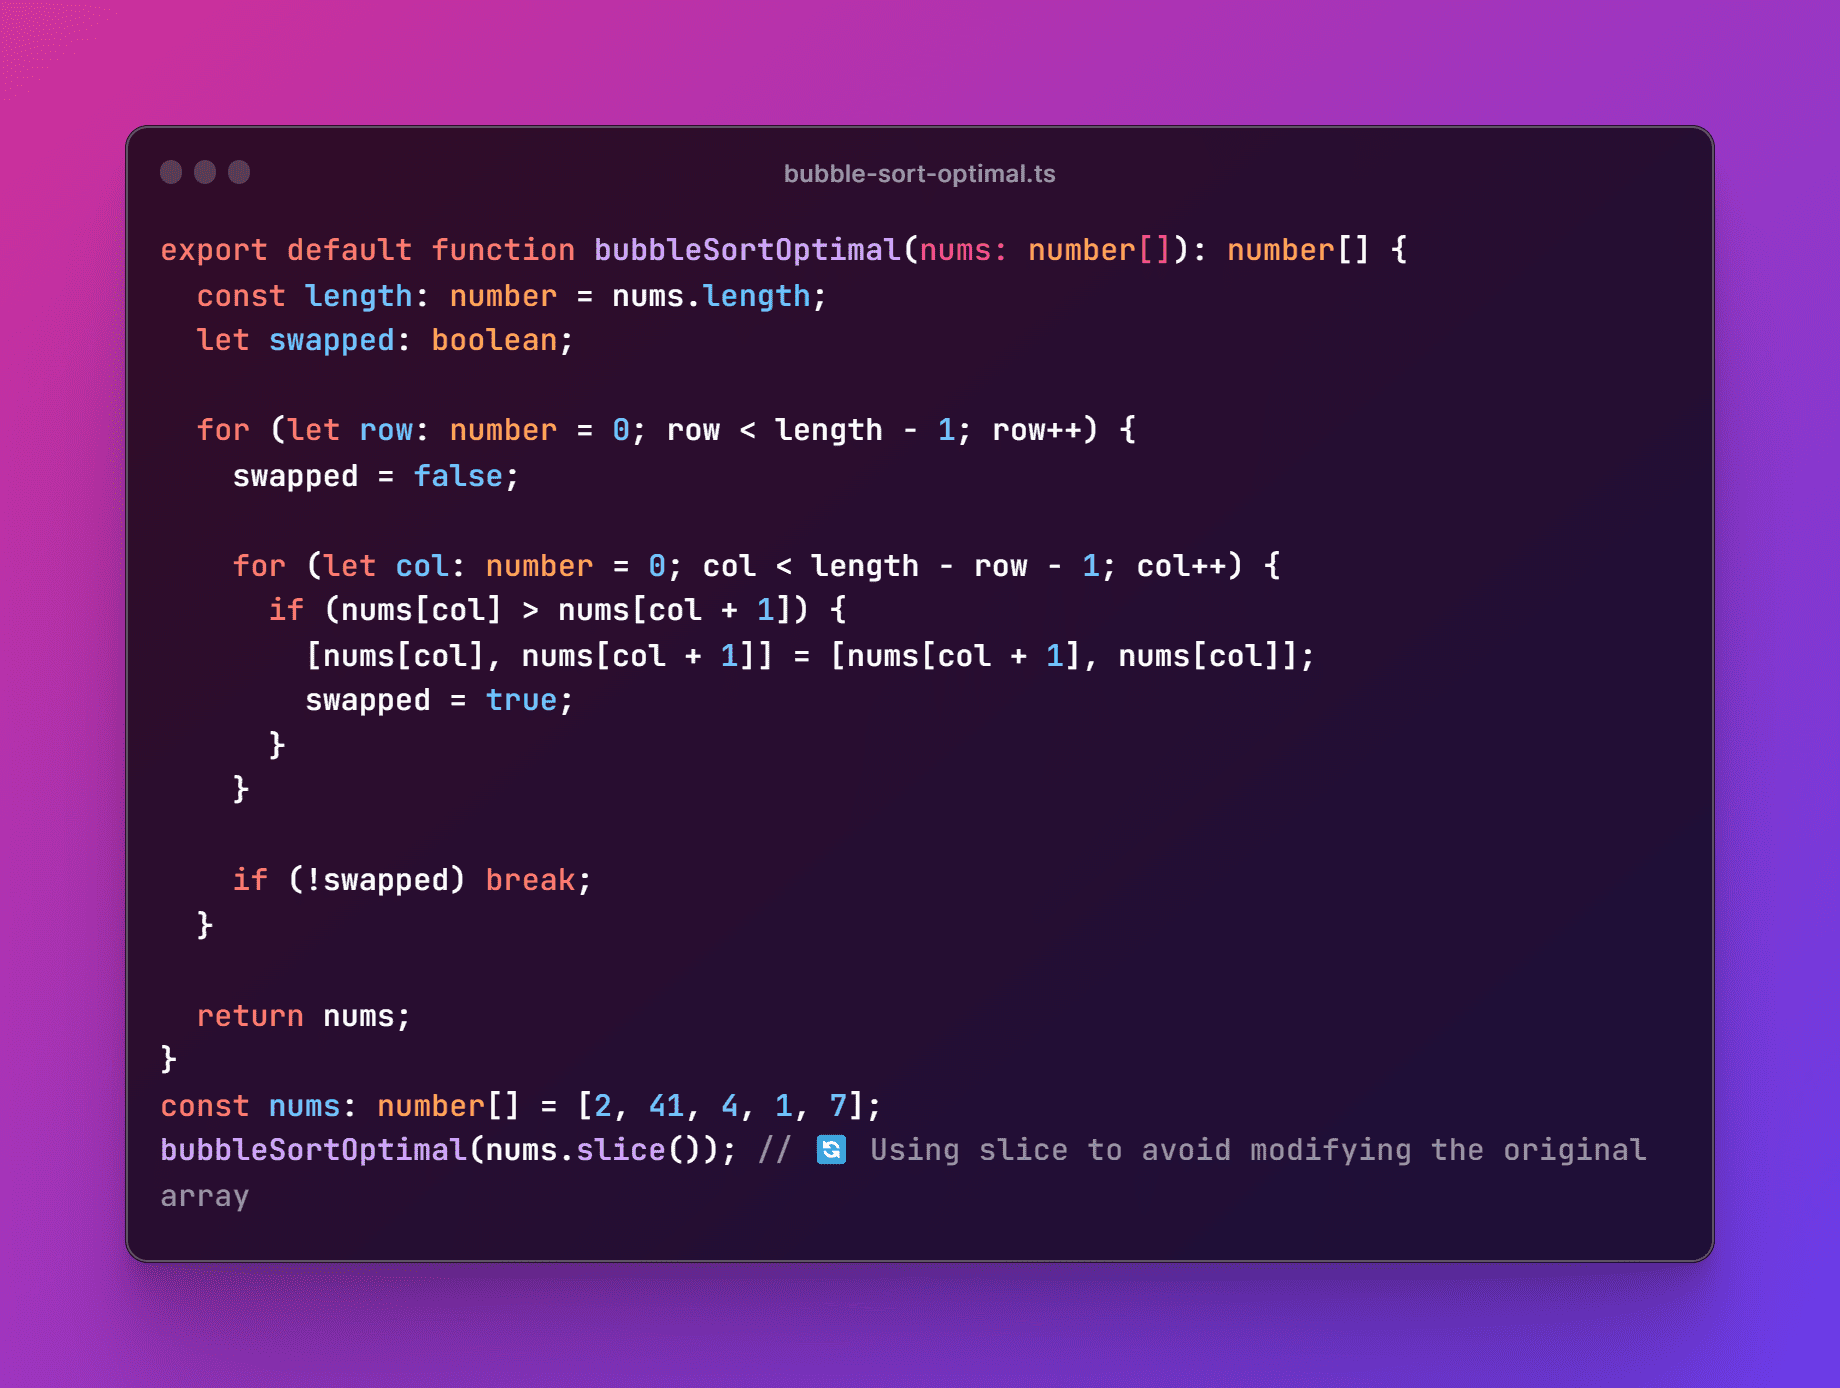 bubble-sort-optimal.ts
export default function bubbleSortOptimal(nums: number[]): number[] {
  const length: number = nums.length;
  let swapped: boolean;

  for (let row: number = 0; row < length - 1; row++) {
    swapped = false;

    for (let col: number = 0; col < length - row - 1; col++) {
      if (nums[col] > nums[col + 1]) {
        [nums[col], nums[col + 1]] = [nums[col + 1], nums[col]];
        swapped = true;
      }
    }

    if (!swapped) break;
  }

  return nums;
}
const nums: number[] = [2, 41, 4, 1, 7];
bubbleSortOptimal(nums.slice()); // 🔄 Using slice to avoid modifying the original
array